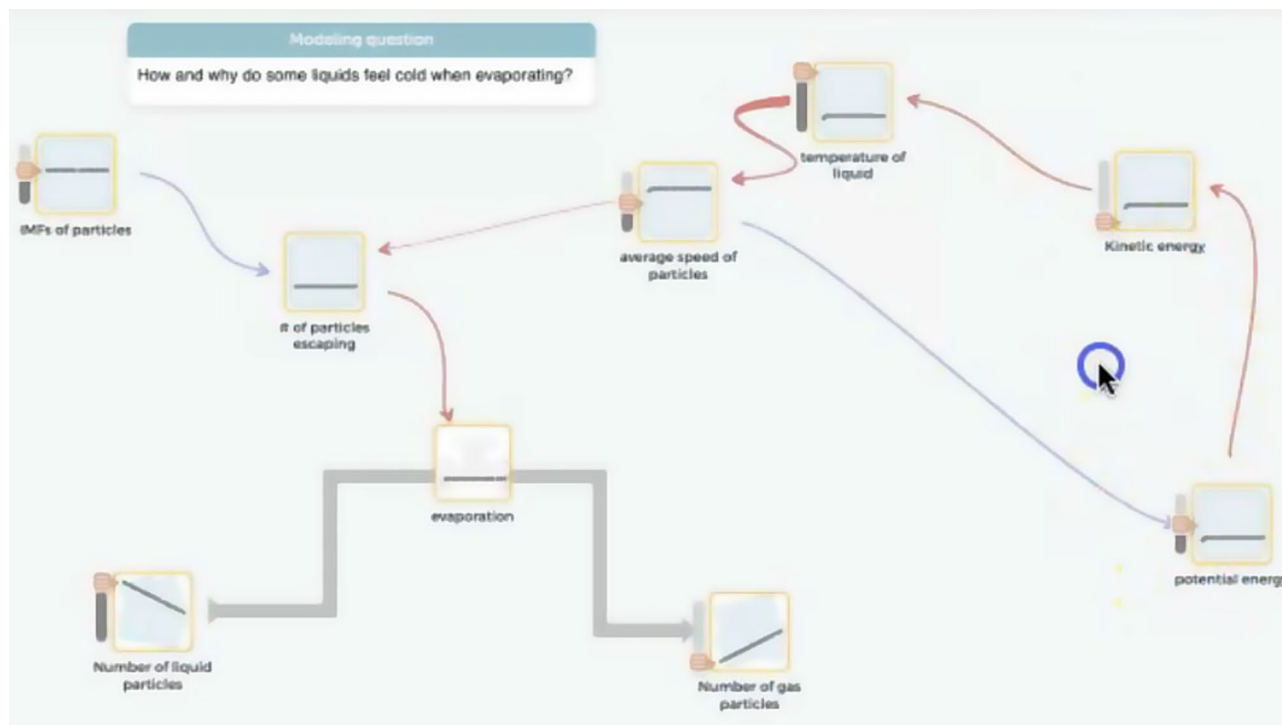 Modeling question
How and why do some liquids feel cold when evaporating?
temperature of
liquid
IMFs of particles
Kinetic energy
average speed of
particles
# of particles
escaping
evaporation
potential energ
Number of liquid
particles
Number of gas
particles